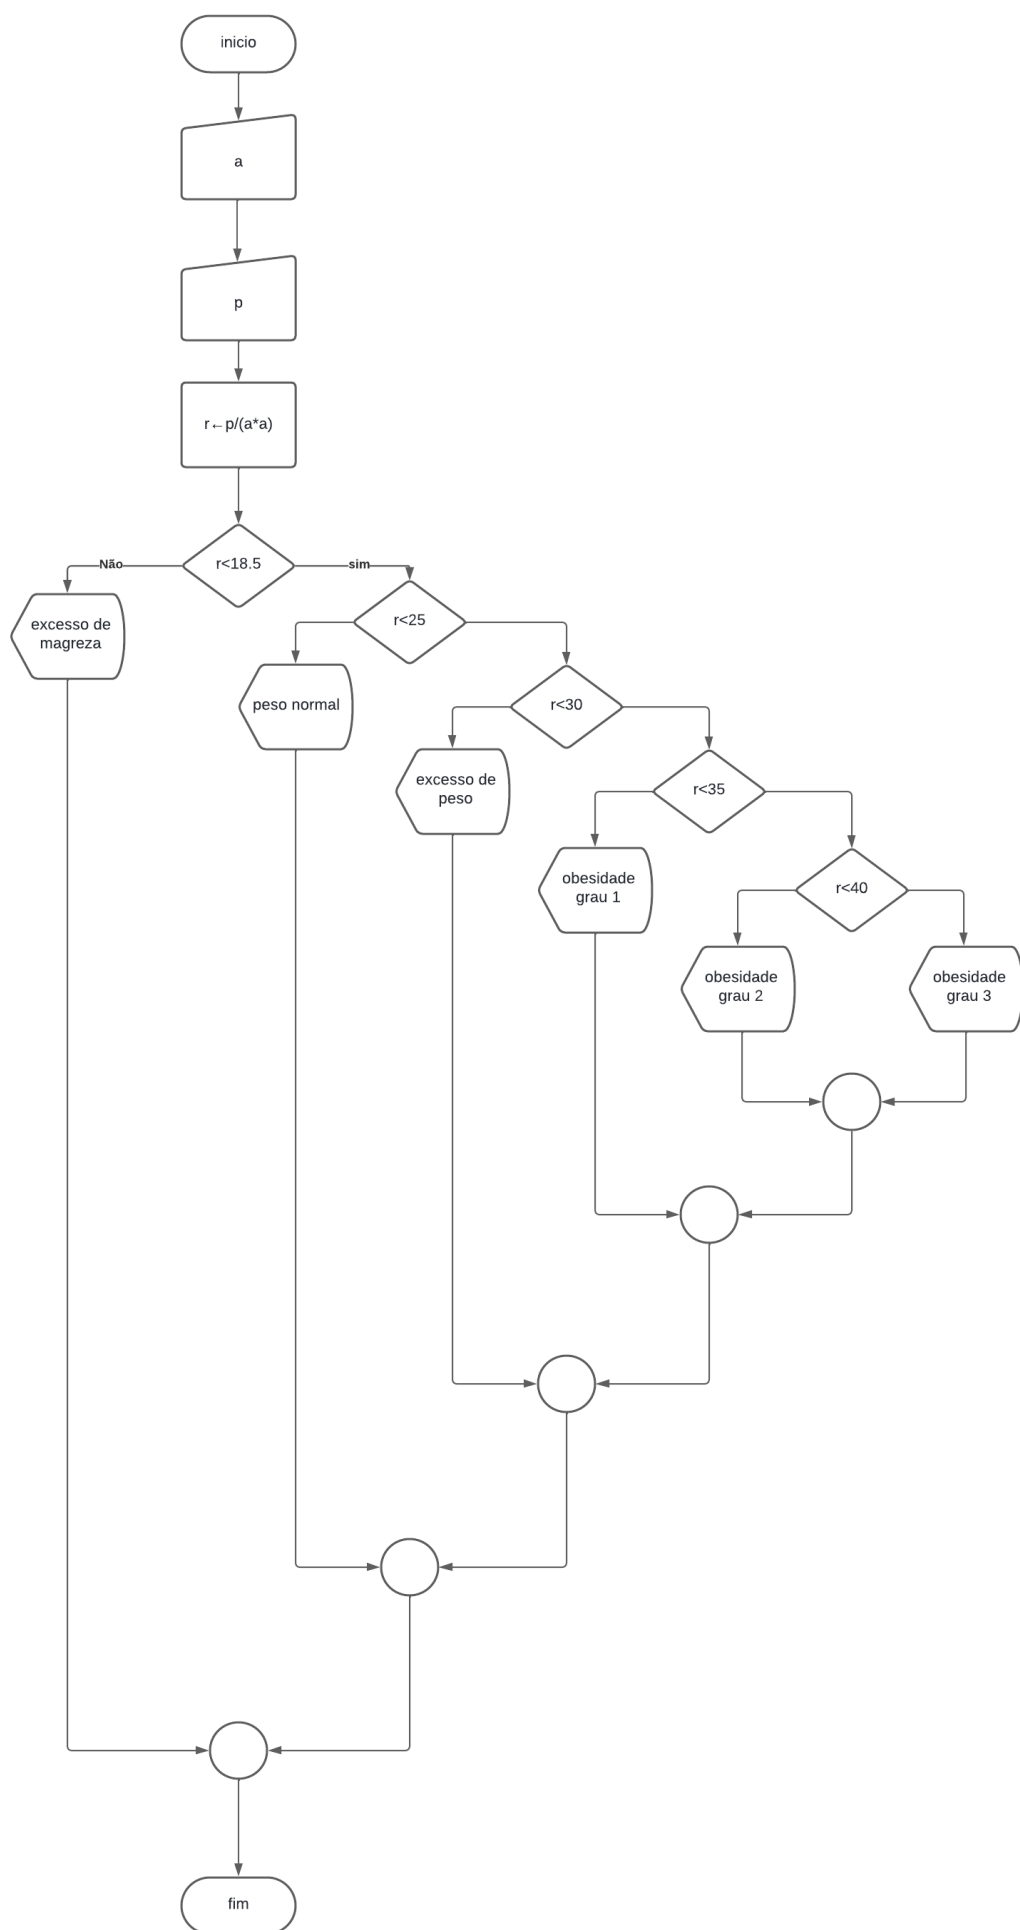 inicio
a
p
r←p/(a*a)
r<18.5
Não
sim
excesso de
magreza
r<25
peso normal
r<30
excesso de
peso
r<35
obesidade
grau 1
r<40
obesidade
grau 2
obesidade
grau 3
fim